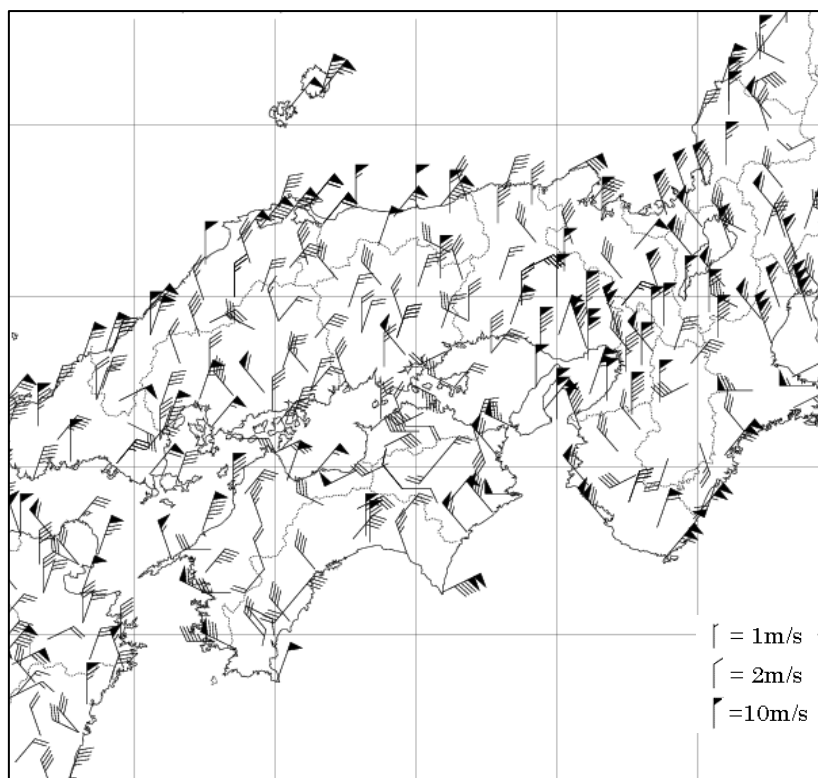 = 1m/s
= 2m/s
=10m/s